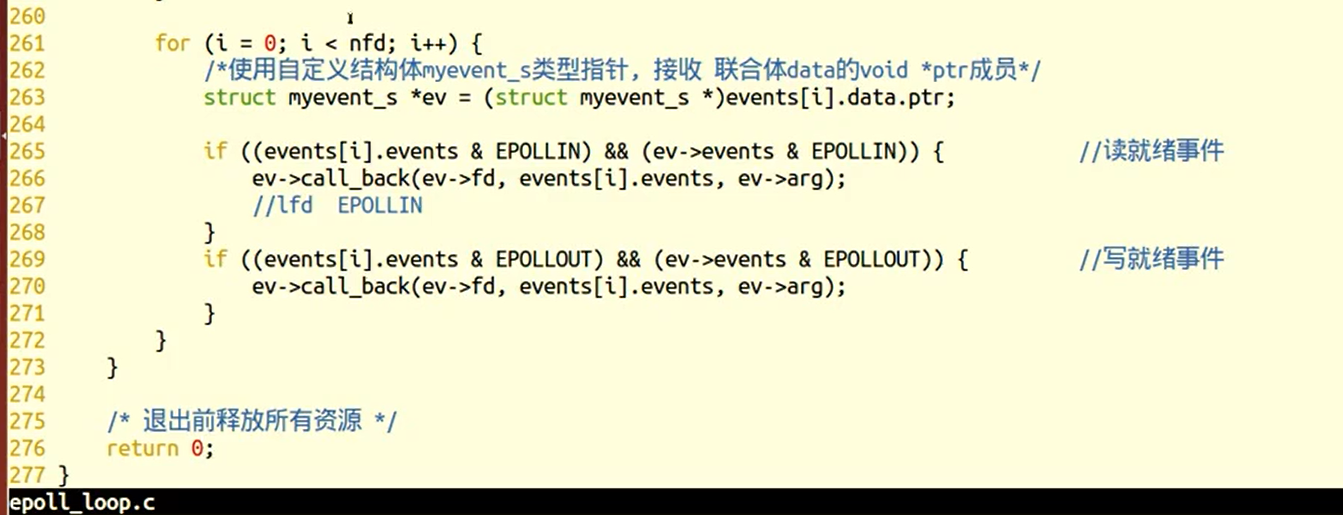 260
261         for (i = 0; i < nfd; i++) {
262             /*使用自定义结构体myevent_s类型指针, 接收 联合体data的void *ptr成员*/
263             struct myevent_s *ev = (struct myevent_s *)events[i].data.ptr;
264
265             if ((events[i].events & EPOLLIN) && (ev->events & EPOLLIN)) {           //读就绪事件
266                 ev->call_back(ev->fd, events[i].events, ev->arg);
267                 //lfd  EPOLLIN
268             }
269             if ((events[i].events & EPOLLOUT) && (ev->events & EPOLLOUT)) {         //写就绪事件
270                 ev->call_back(ev->fd, events[i].events, ev->arg);
271             }
272         }
273     }
274
275     /* 退出前释放所有资源 */
276     return 0;
277 }
epoll_loop.c